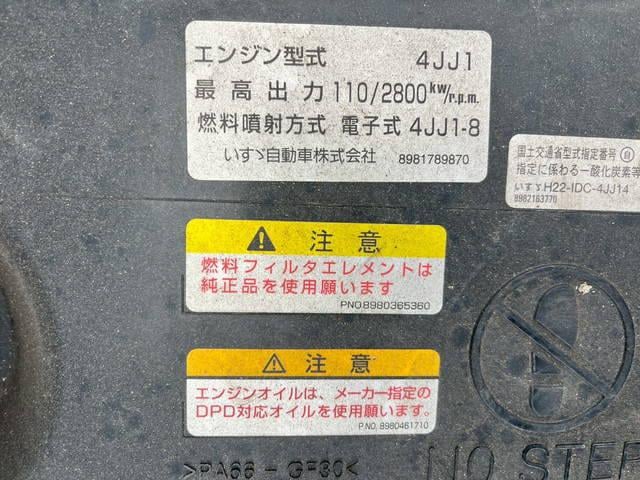 エンジン型式 4JJ1
最高出力 110/2800kw/r.p.m.
燃料噴射方式 電子式 4JJ1-8
いすゞ自動車株式会社 8981789870
国土交通省型式指定番号 自
指定に係わる一酸化炭素等
いすゞH22-IDC-4JJ14
8982163770
注意
燃料フィルタエレメントは
純正品を使用願います
PNO.8980365360
注意
エンジンオイルは、メーカー指定の
DPD対応オイルを使用願います。
P.NO. 8980461710
>PA66-GF30<
NO STEP